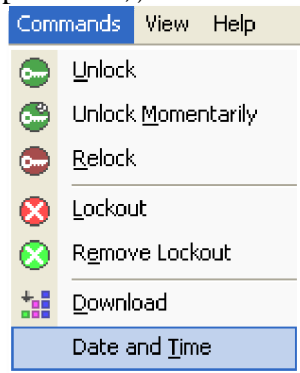 Commands View Help
Unlock
Unlock Momentarily
Relock
Lockout
Remove Lockout
Download
Date and Time